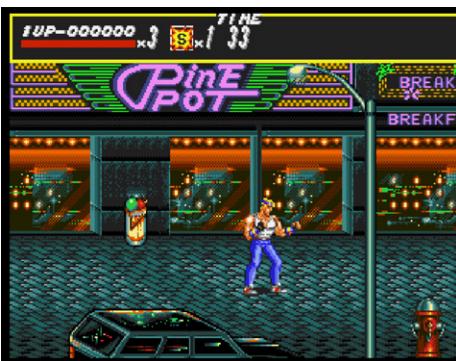 TIME
1UP-000000 ×3 S ×1 33
PINE
POT
BREAK
BREAKF